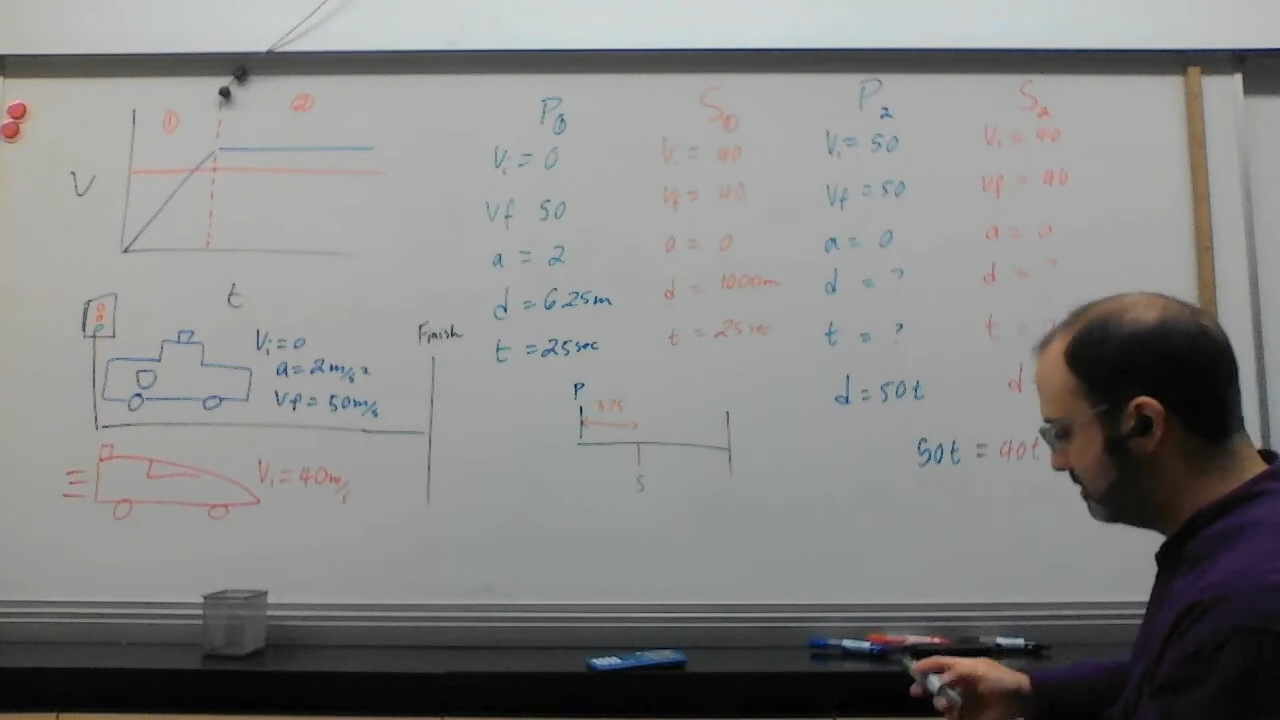 ①
②
V
t
Vi = 0
a = 2m/s²
Vf = 50m/s
Finish
Vi = 40m/s
P①
Vi = 0
Vf 50
a = 2
d = 625m
t = 25sec
S①
Vi = 40
Vf = 40
a = 0
d = 1000m
t = 25sec
P2
Vi = 50
Vf = 50
a = 0
d = ?
t = ?
d = 50t
S2
Vi = 40
Vf = 40
a = 0
d = ?
t =
d
P
375
S
50t = 40t